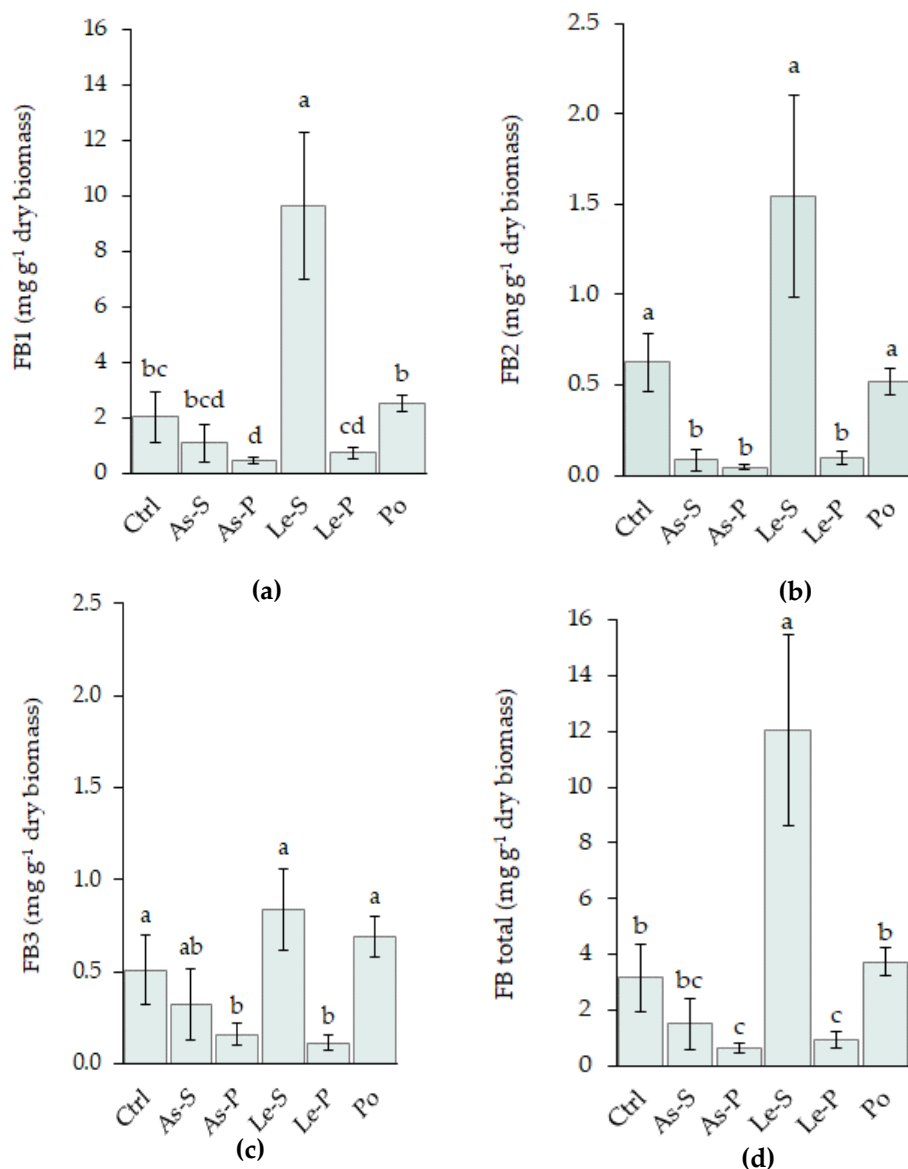 FB1 (mg g⁻¹ dry biomass)
16
14
12
10
8
6
4
2
0
bc
bcd
d
a
cd
b
Ctrl
As-S
As-P
Le-S
Le-P
Po
(a)
FB2 (mg g⁻¹ dry biomass)
2.5
2.0
1.5
1.0
0.5
0.0
a
b
b
a
b
a
Ctrl
As-S
As-P
Le-S
Le-P
Po
(b)
FB3 (mg g⁻¹ dry biomass)
2.5
2.0
1.5
1.0
0.5
0.0
a
ab
b
a
b
a
Ctrl
As-S
As-P
Le-S
Le-P
Po
(c)
FB total (mg g⁻¹ dry biomass)
16
14
12
10
8
6
4
2
0
b
bc
c
a
c
b
Ctrl
As-S
As-P
Le-S
Le-P
Po
(d)